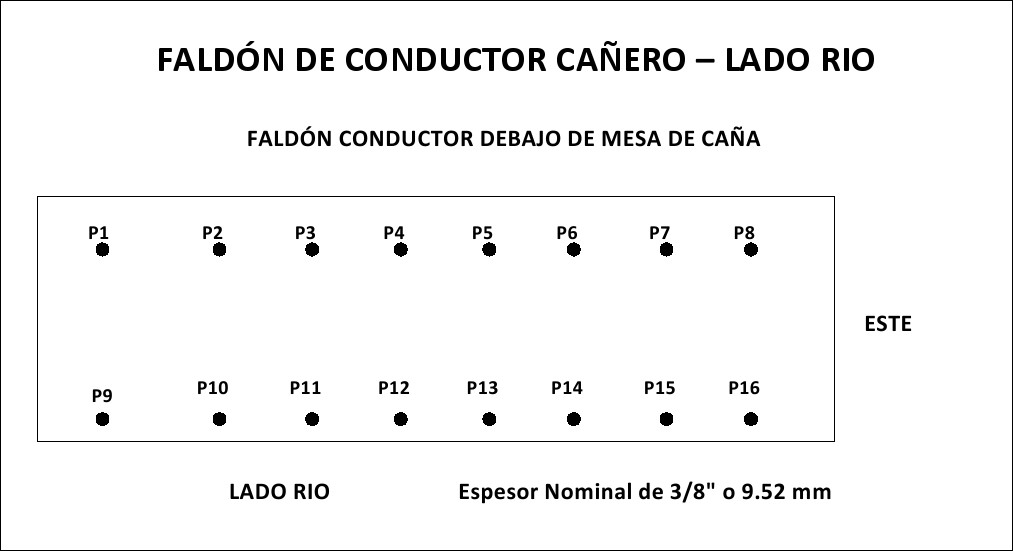 FALDÓN DE CONDUCTOR CAÑERO – LADO RIO
FALDÓN CONDUCTOR DEBAJO DE MESA DE CAÑA
P1 P2 P3 P4 P5 P6 P7 P8
ESTE
P9 P10 P11 P12 P13 P14 P15 P16
LADO RIO Espesor Nominal de 3/8" o 9.52 mm